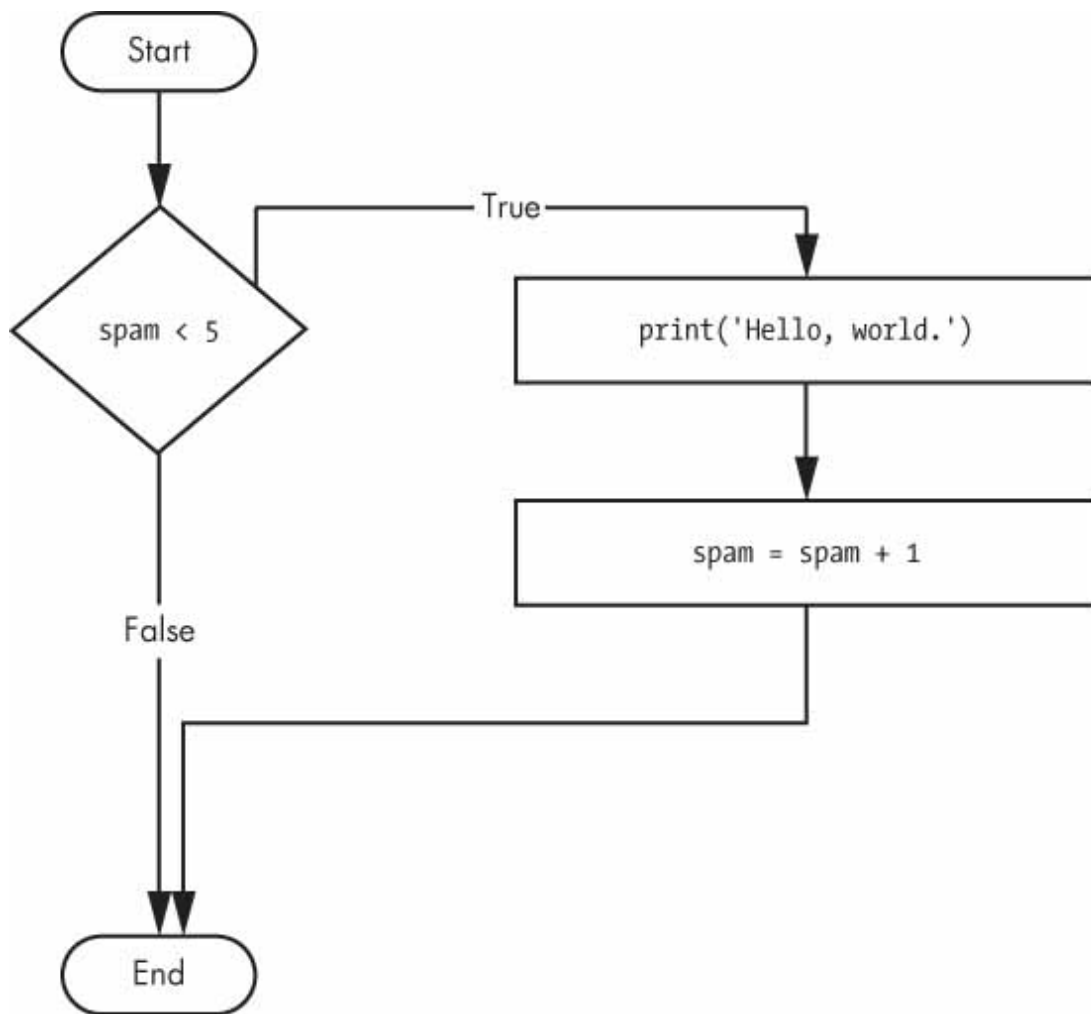 Start
True
spam < 5
print('Hello, world.')
spam = spam + 1
False
End